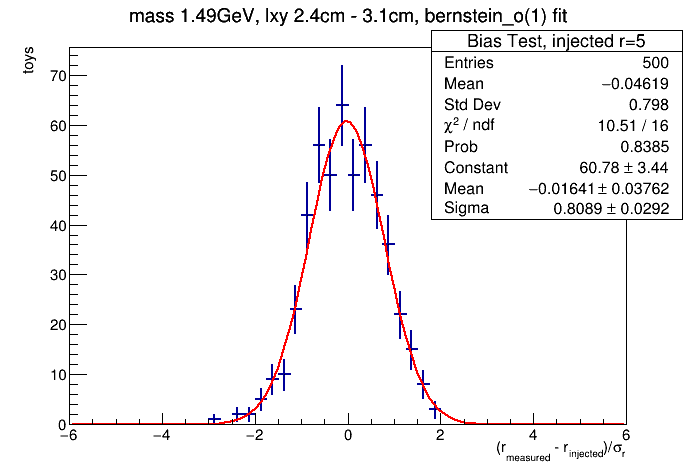 mass 1.49GeV, lxy 2.4cm - 3.1cm, bernstein_o(1) fit
Bias Test, injected r=5
Entries 500
Mean −0.04619
Std Dev 0.798
χ² / ndf 10.51 / 16
Prob 0.8385
Constant 60.78 ± 3.44
Mean −0.01641 ± 0.03762
Sigma 0.8089 ± 0.0292
toys
70
60
50
40
30
20
10
0
−6 −4 −2 0 2 4 6
(r_measured - r_injected)/σ_r